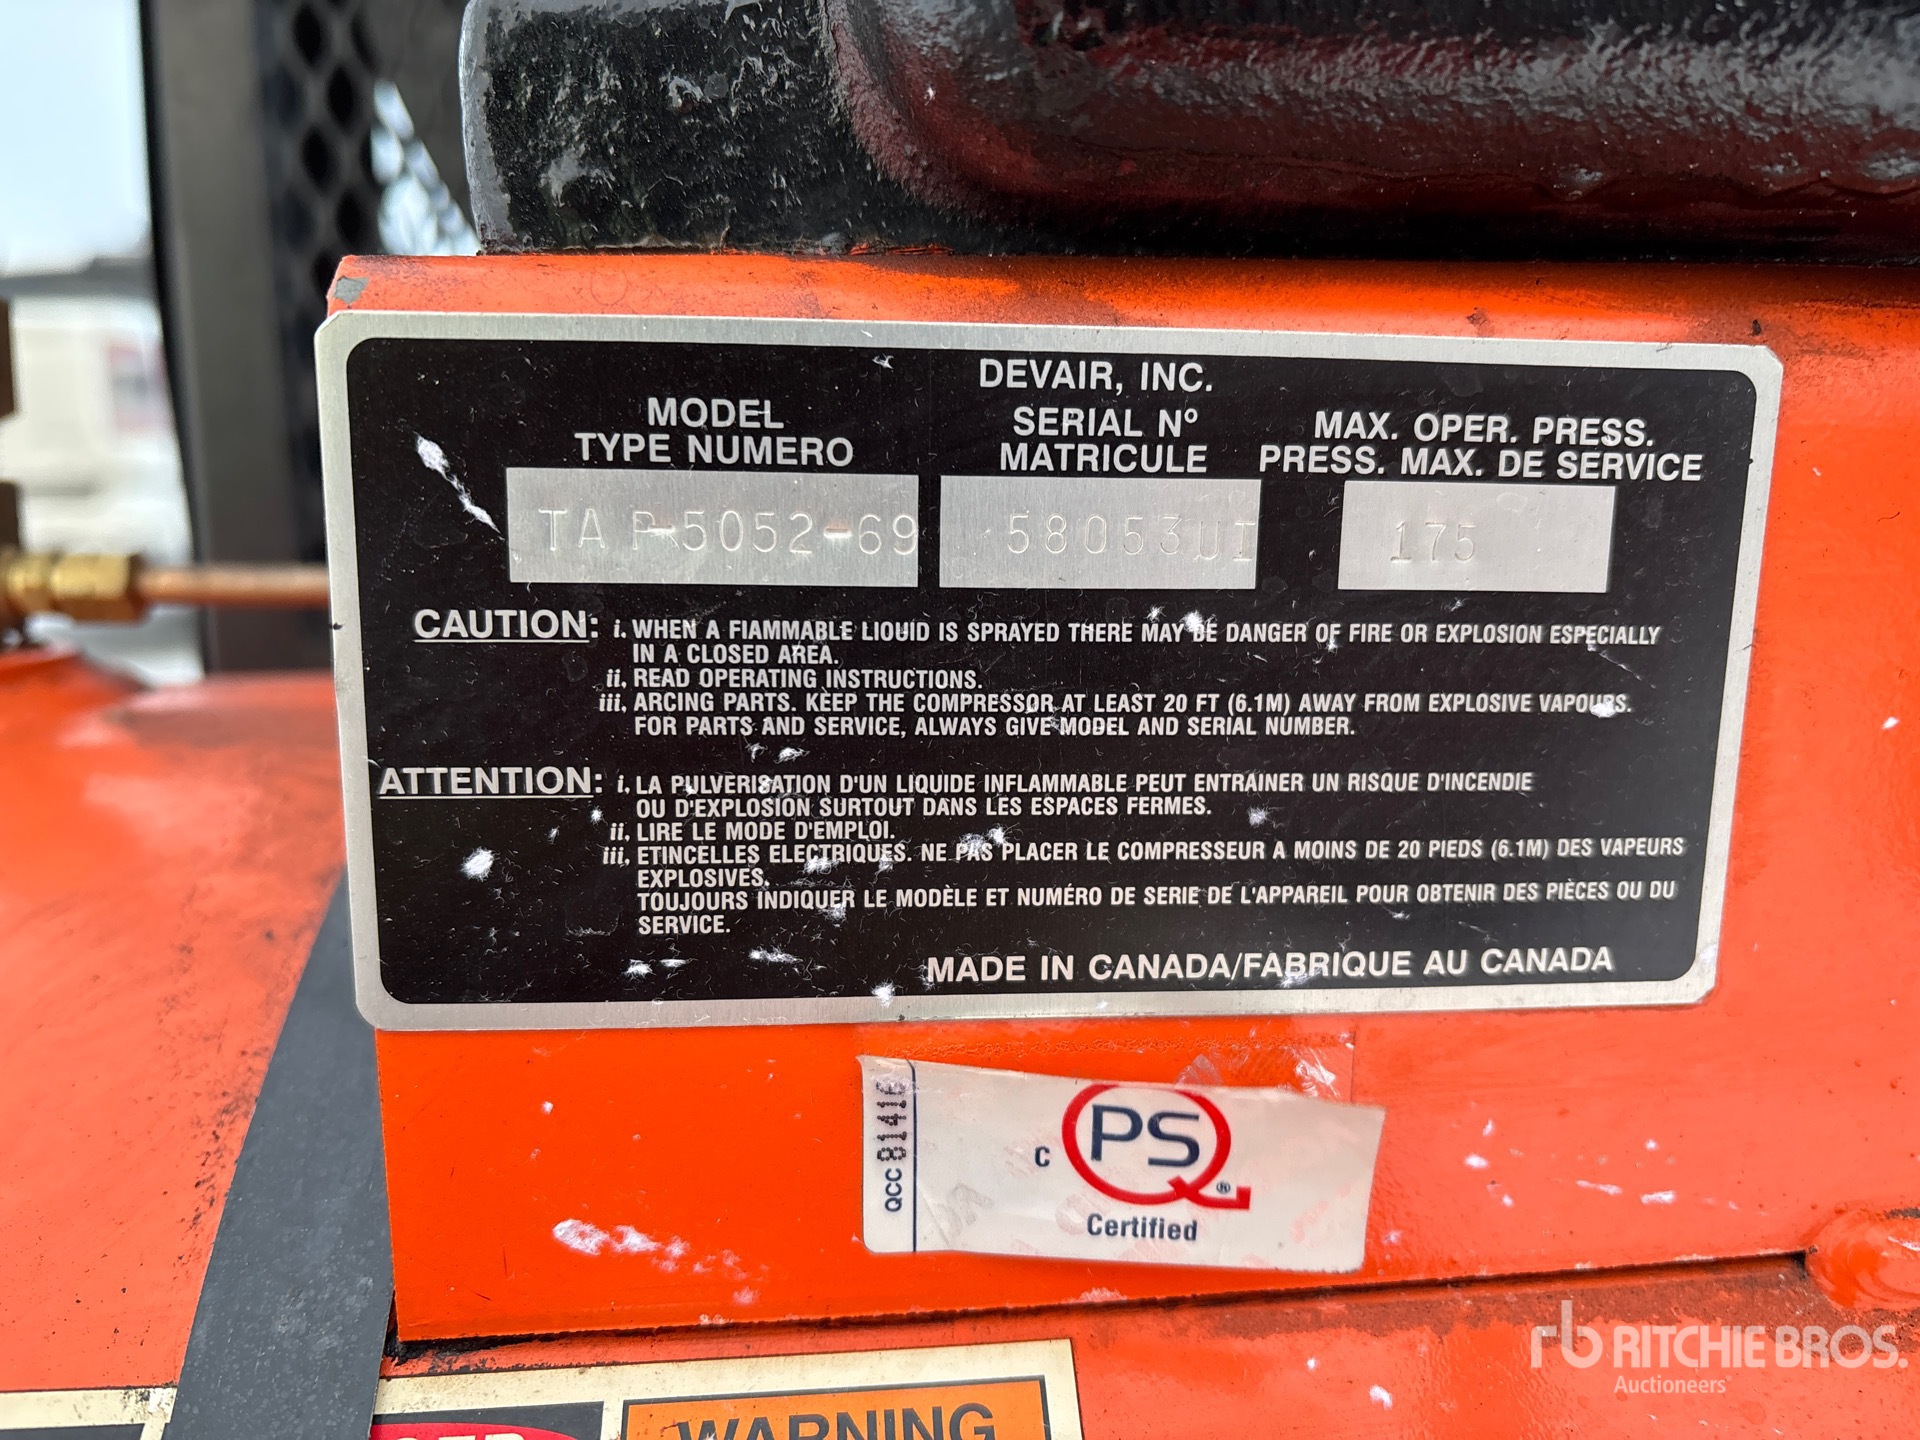 DEVAIR, INC.
MODEL
TYPE NUMERO
SERIAL Nº
MATRICULE
MAX. OPER. PRESS.
PRESS. MAX. DE SERVICE
TAP-5052-69
58053UI
175
CAUTION: i. WHEN A FIAMMABLE LIOUID IS SPRAYED THERE MAY BE DANGER OF FIRE OR EXPLOSION ESPECIALLY
IN A CLOSED AREA.
ii. READ OPERATING INSTRUCTIONS.
iii. ARCING PARTS. KEEP THE COMPRESSOR AT LEAST 20 FT (6.1M) AWAY FROM EXPLOSIVE VAPOURS.
FOR PARTS AND SERVICE, ALWAYS GIVE MODEL AND SERIAL NUMBER.
ATTENTION: i. LA PULVERISATION D'UN LIQUIDE INFLAMMABLE PEUT ENTRAINER UN RISQUE D'INCENDIE
OU D'EXPLOSION SURTOUT DANS LES ESPACES FERMES.
ii. LIRE LE MODE D'EMPLOI.
iii. ETINCELLES ELECTRIQUES. NE PAS PLACER LE COMPRESSEUR A MOINS DE 20 PIEDS (6.1M) DES VAPEURS
EXPLOSIVES.
TOUJOURS INDIQUER LE MODÈLE ET NUMÉRO DE SERIE DE L'APPAREIL POUR OBTENIR DES PIÈCES OU DU
SERVICE.
MADE IN CANADA/FABRIQUE AU CANADA
QCC 81416
C PSQ ®
Certified
WARNING
rb RITCHIE BROS.
Auctioneers